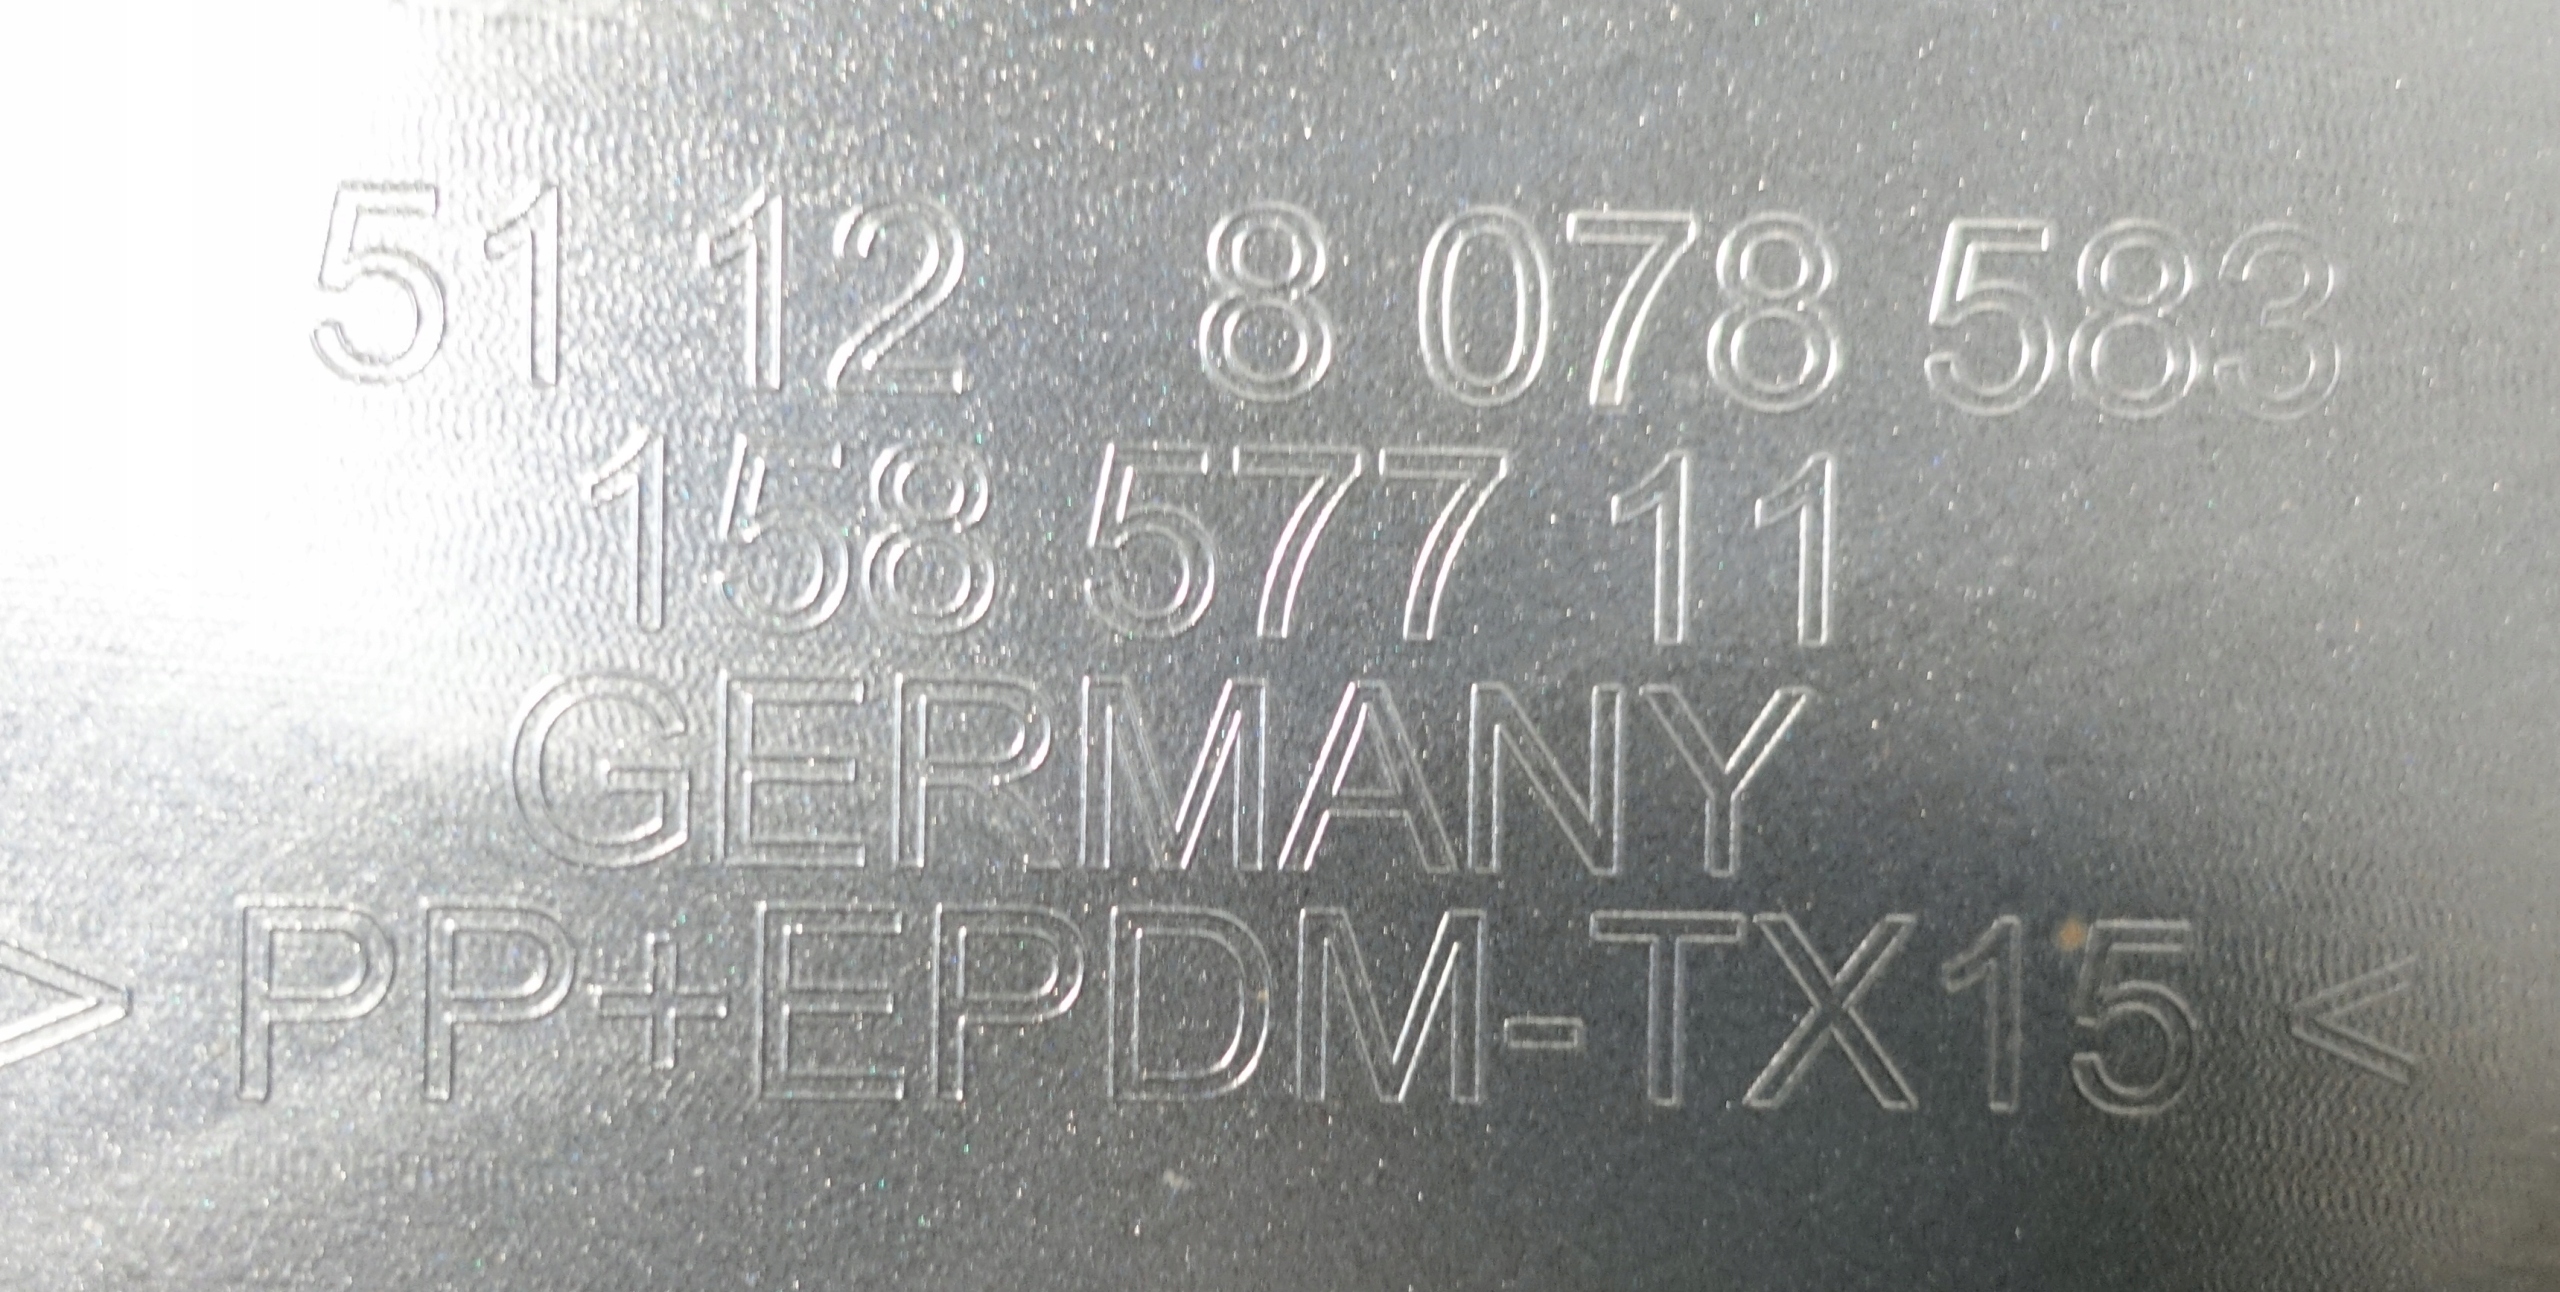 51 12 8 078 583
158 577 11
GERMANY
> PP+EPDM-TX15 <